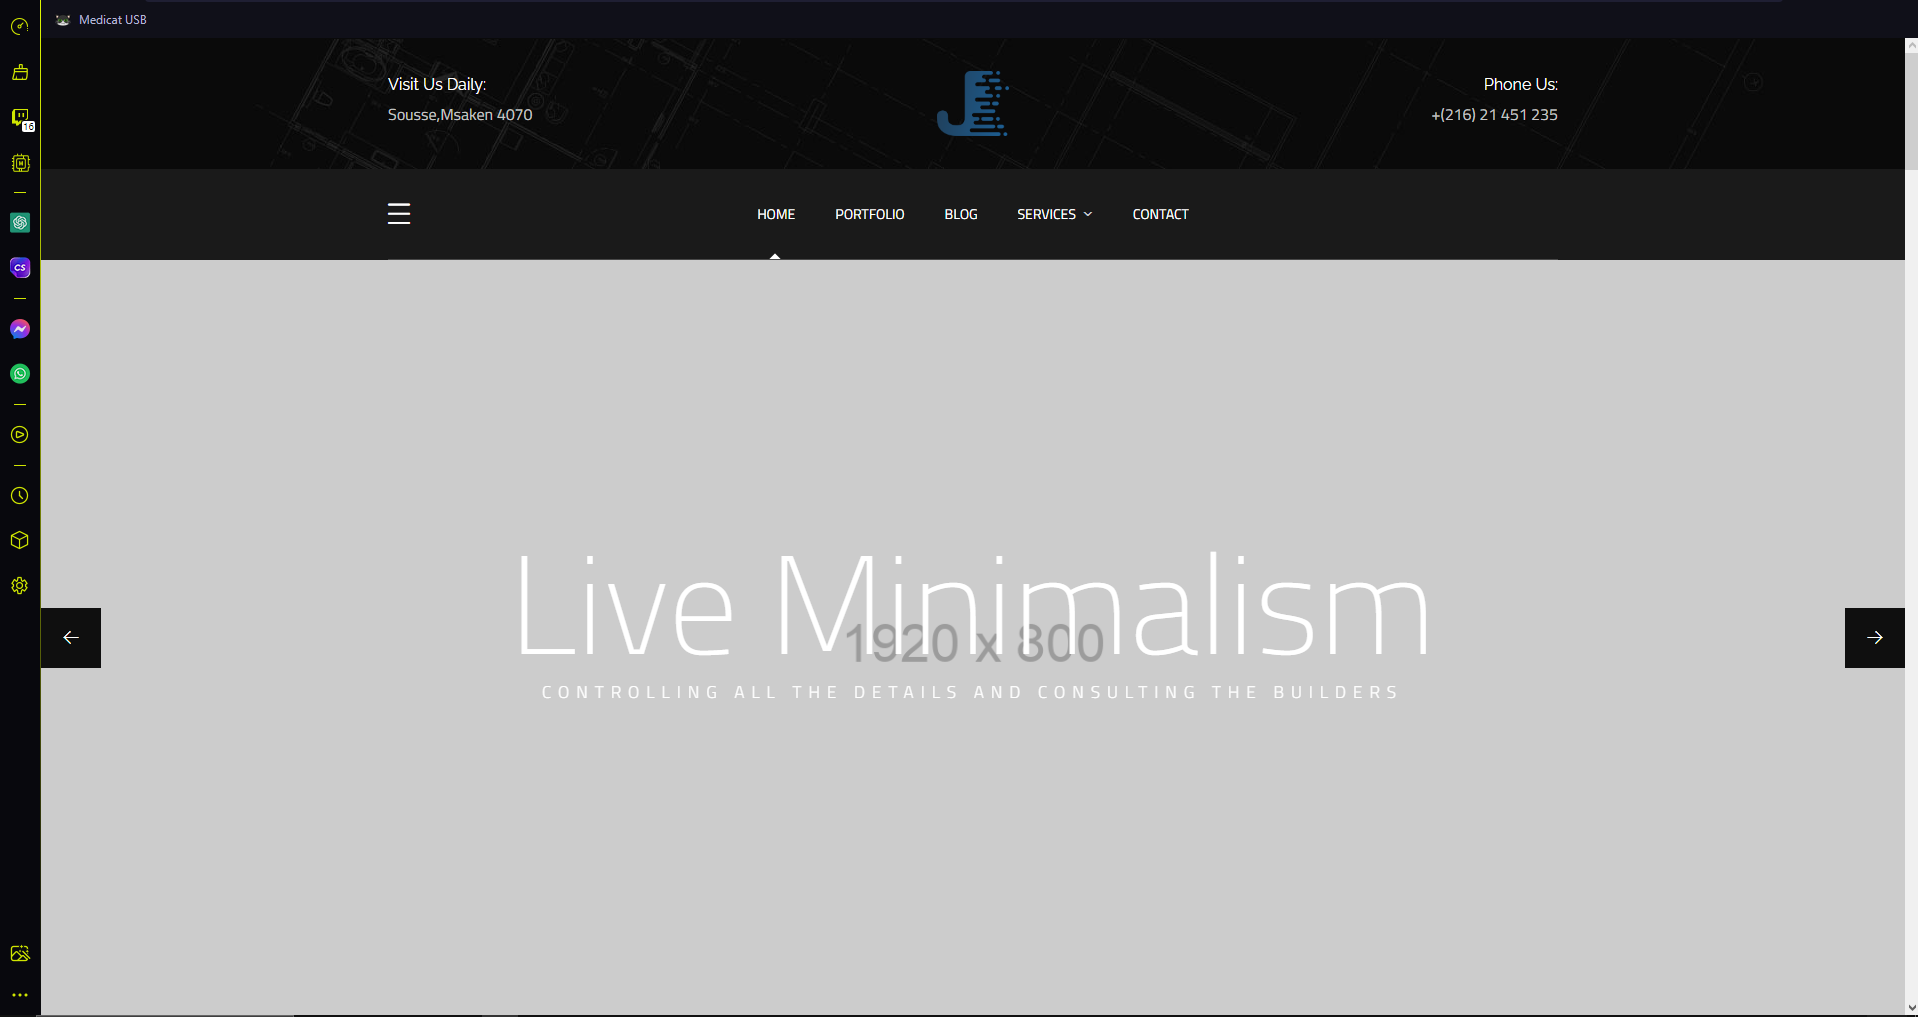 Medicat USB
Visit Us Daily:
Sousse,Msaken 4070
Phone Us:
+(216) 21 451 235
16
CS
HOME PORTFOLIO BLOG SERVICES CONTACT
Live Minimalism
1920 x 800
CONTROLLING ALL THE DETAILS AND CONSULTING THE BUILDERS